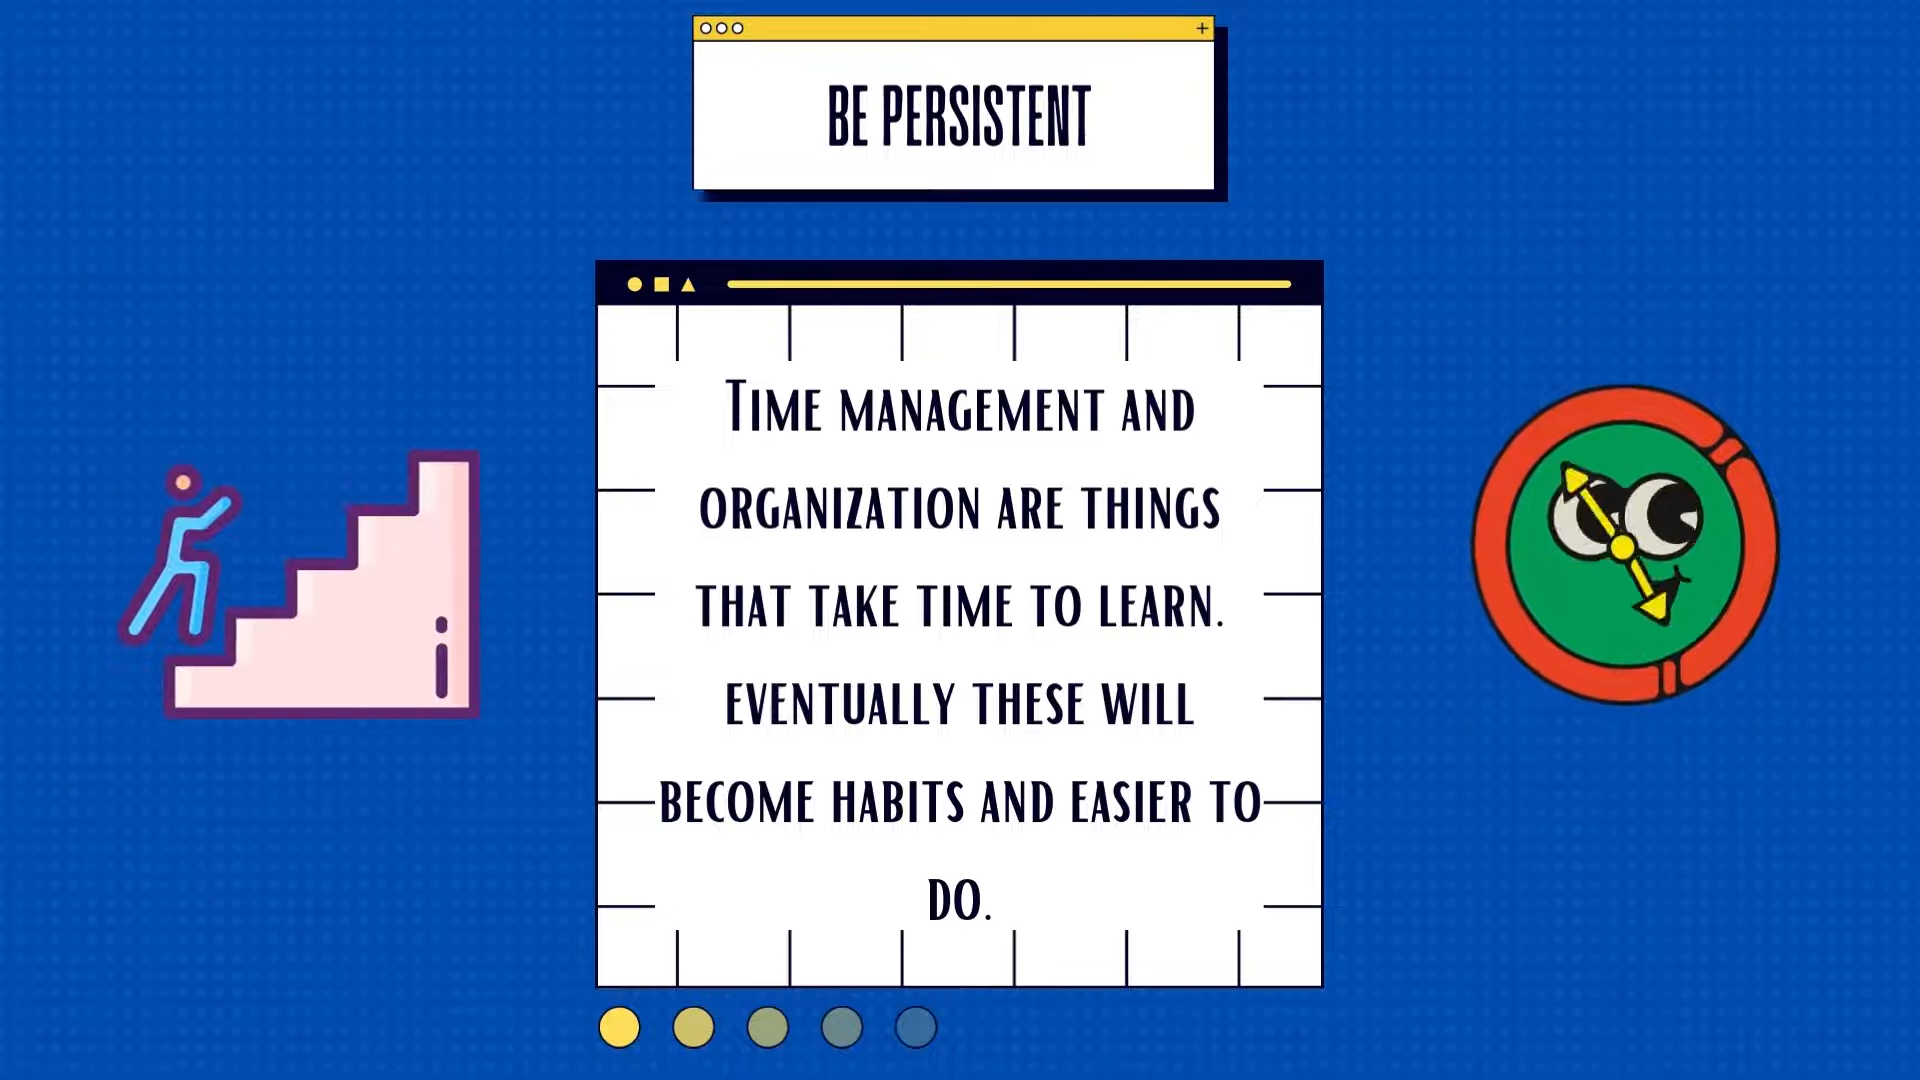 BE PERSISTENT
Time management and
organization are things
that take time to learn.
eventually these will
become habits and easier to
do.